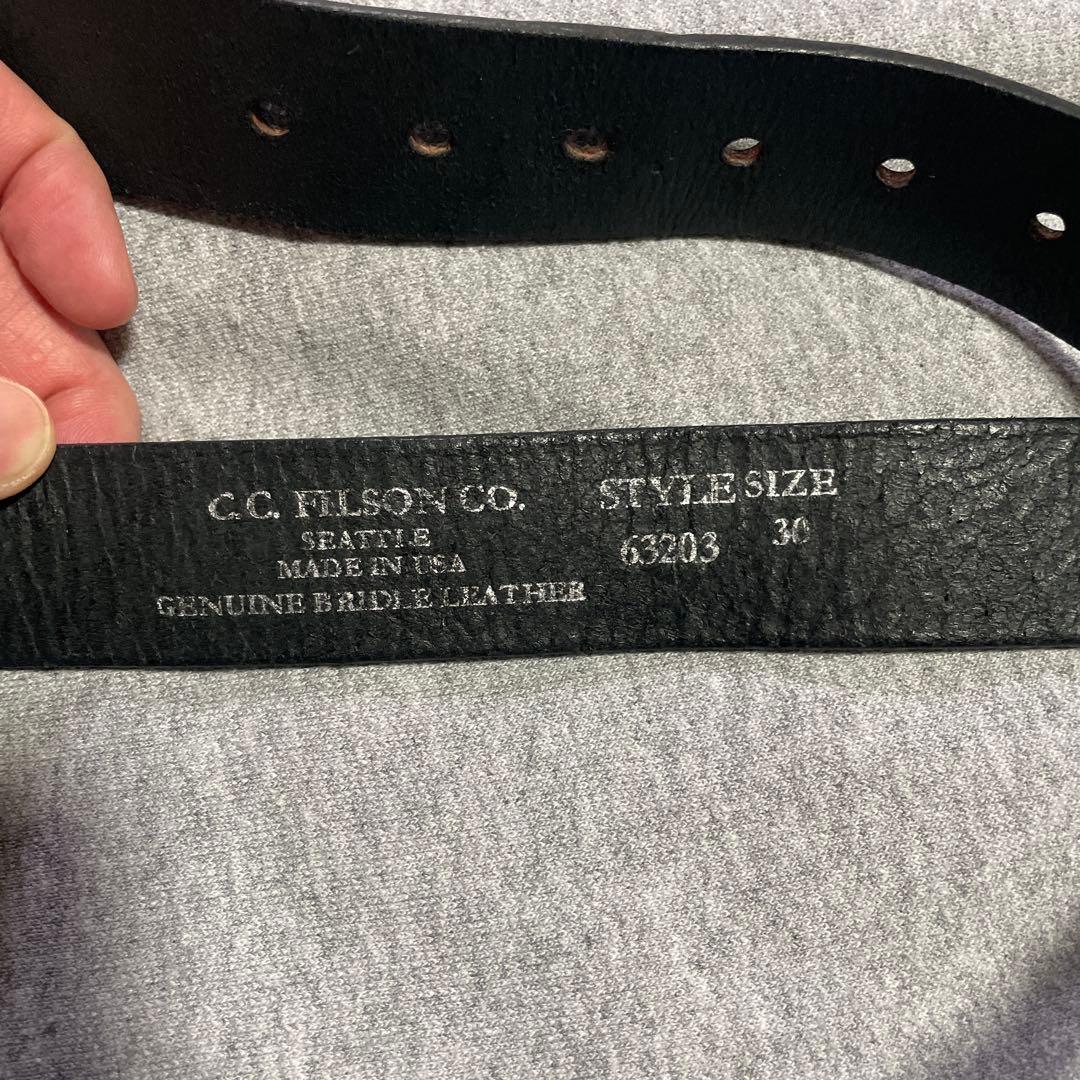 C.C. FILSON CO.
SEATTLE
MADE IN USA
GENUINE BRIDLE LEATHER
STYLE SIZE
63203 30